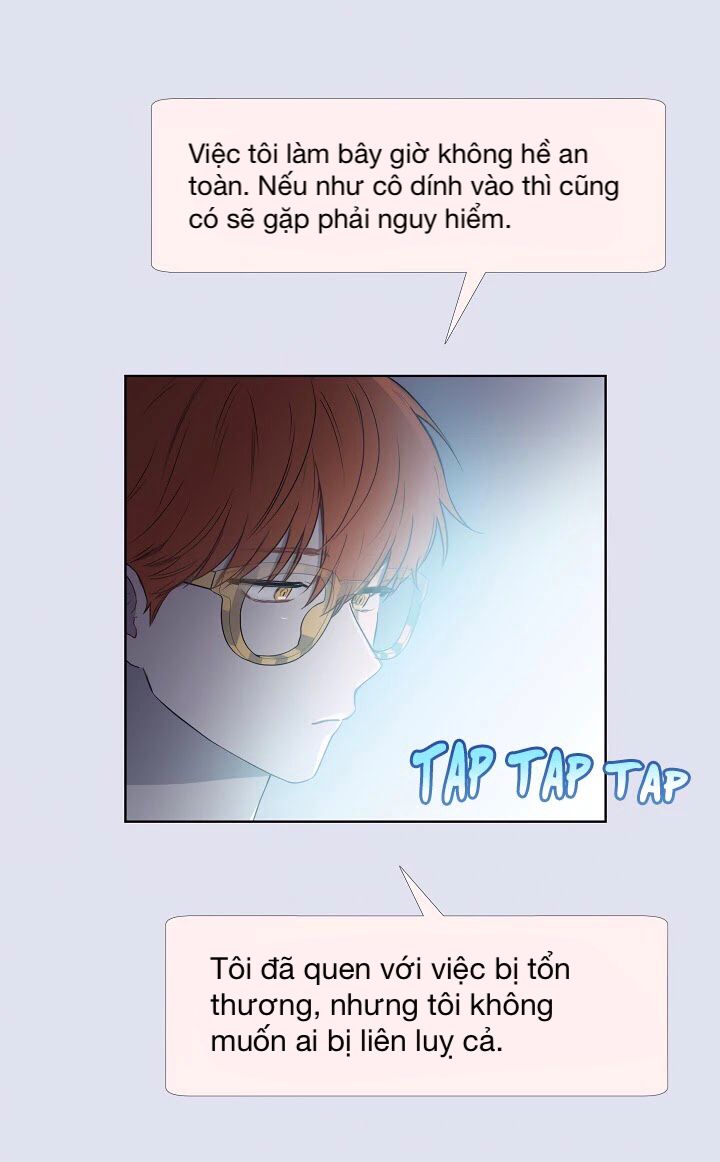 Việc tôi làm bây giờ không hề an
toàn. Nếu như cô dính vào thì cũng
có sẽ gặp phải nguy hiểm.
TAP TAP TAP
Tôi đã quen với việc bị tổn
thương, nhưng tôi không
muốn ai bị liên luỵ cả.